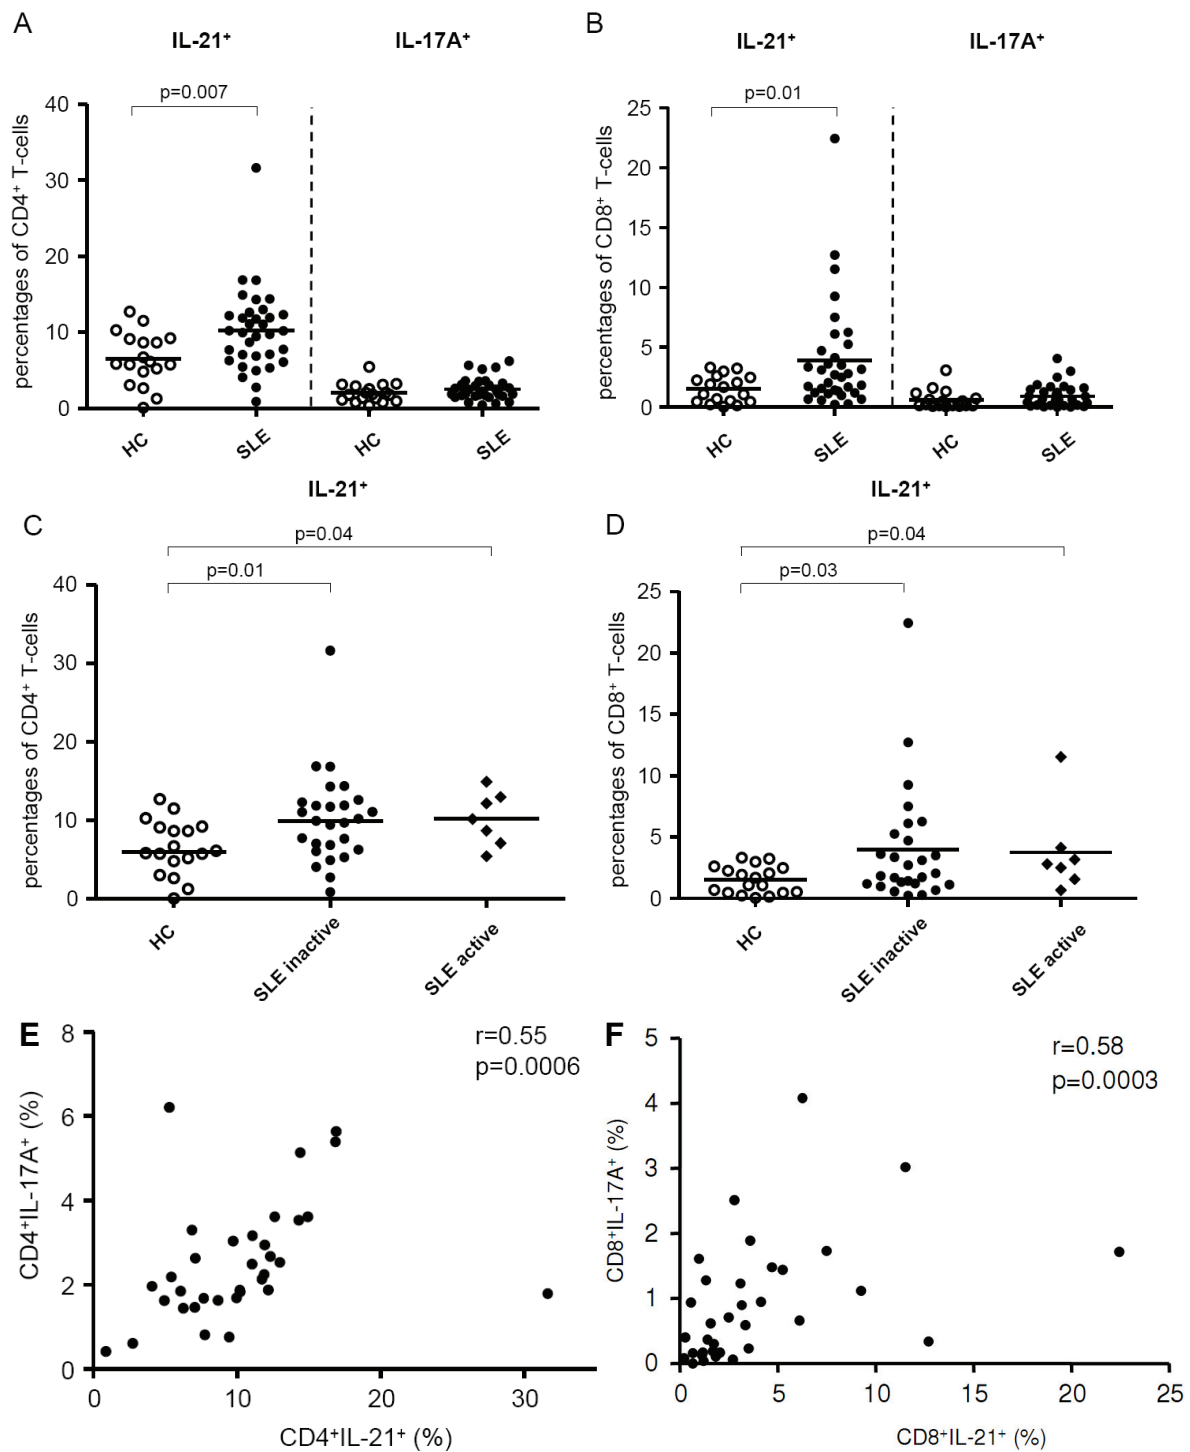 A
IL-21⁺
IL-17A⁺
p=0.007
percentages of CD4⁺ T-cells
40
30
20
10
0
HC
SLE
HC
SLE
B
IL-21⁺
IL-17A⁺
p=0.01
percentages of CD8⁺ T-cells
25
20
15
10
5
0
HC
SLE
HC
SLE
C
IL-21⁺
p=0.04
p=0.01
percentages of CD4⁺ T-cells
40
30
20
10
0
HC
SLE inactive
SLE active
D
IL-21⁺
p=0.04
p=0.03
percentages of CD8⁺ T-cells
25
20
15
10
5
0
HC
SLE inactive
SLE active
E
r=0.55
p=0.0006
CD4⁺IL-17A⁺ (%)
8
6
4
2
0
0 10 20 30
CD4⁺IL-21⁺ (%)
F
r=0.58
p=0.0003
CD8⁺IL-17A⁺ (%)
5
4
3
2
1
0
0 5 10 15 20 25
CD8⁺IL-21⁺ (%)